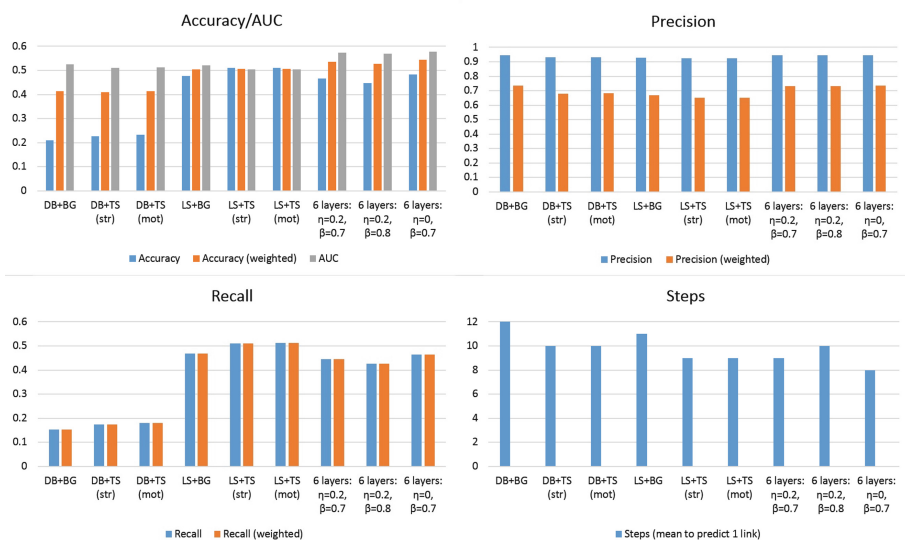 Accuracy/AUC
0.6
0.5
0.4
0.3
0.2
0.1
0
DB+BG DB+TS (str) DB+TS (mot) LS+BG LS+TS (str) LS+TS (mot) 6 layers: η=0.2, β=0.7 6 layers: η=0.2, β=0.8 6 layers: η=0, β=0.7
Accuracy Accuracy (weighted) AUC
Precision
1
0.9
0.8
0.7
0.6
0.5
0.4
0.3
0.2
0.1
0
DB+BG DB+TS (str) DB+TS (mot) LS+BG LS+TS (str) LS+TS (mot) 6 layers: η=0.2, β=0.7 6 layers: η=0.2, β=0.8 6 layers: η=0, β=0.7
Precision Precision (weighted)
Recall
0.6
0.5
0.4
0.3
0.2
0.1
0
DB+BG DB+TS (str) DB+TS (mot) LS+BG LS+TS (str) LS+TS (mot) 6 layers: η=0.2, β=0.7 6 layers: η=0.2, β=0.8 6 layers: η=0, β=0.7
Recall Recall (weighted)
Steps
12
10
8
6
4
2
0
DB+BG DB+TS (str) DB+TS (mot) LS+BG LS+TS (str) LS+TS (mot) 6 layers: η=0.2, β=0.7 6 layers: η=0.2, β=0.8 6 layers: η=0, β=0.7
Steps (mean to predict 1 link)